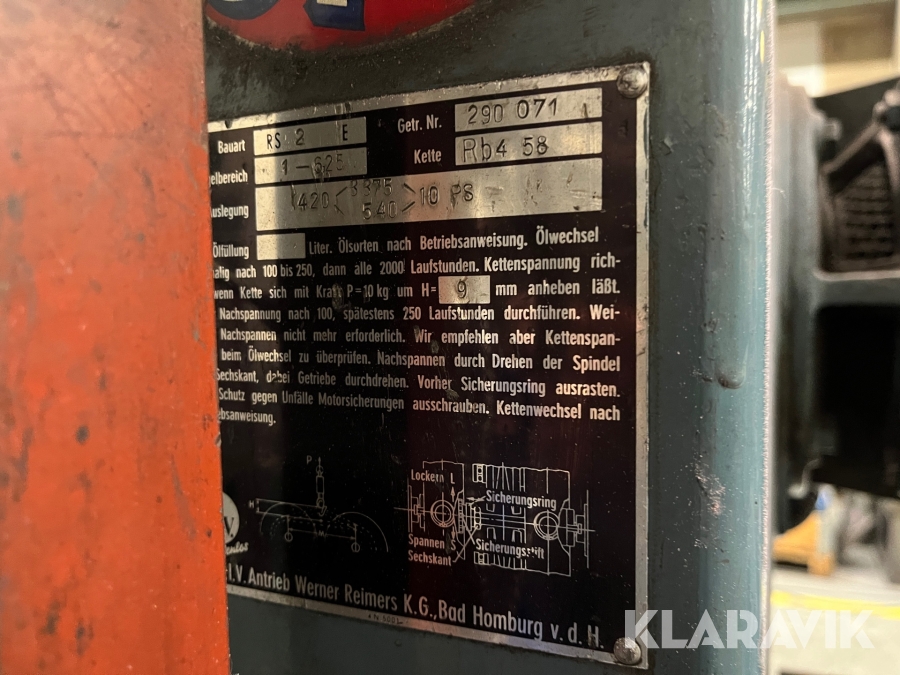 Bauart RS 2 E Getr. Nr. 290 071
elbereich 1-625 Kette Rb4 58
uslegung 1420 < 3375 540 > 10 PS
Ölfüllung Liter. Ölsorten nach Betriebsanweisung. Ölwechsel
alig nach 100 bis 250, dann alle 2000 Laufstunden. Kettenspannung rich-
wenn Kette sich mit Kraft P=10 kg um H= 9 mm anheben läßt.
Nachspannung nach 100, spätestens 250 Laufstunden durchführen. Wei-
Nachspannen nicht mehr erforderlich. Wir empfehlen aber Kettenspan-
beim Ölwechsel zu überprüfen. Nachspannen durch Drehen der Spindel
Sechskant, dabei Getriebe durchdrehen. Vorher Sicherungsring ausrasten.
Schutz gegen Unfälle Motorsicherungen ausschrauben. Kettenwechsel nach
ebsanweisung.
P
H
Lockern L
Sicherungsring
Spannen S
Sechskant
Sicherungsstift
V
.I.V. Antrieb Werner Reimers K.G., Bad Homburg v. d. H.
KLARAVIK